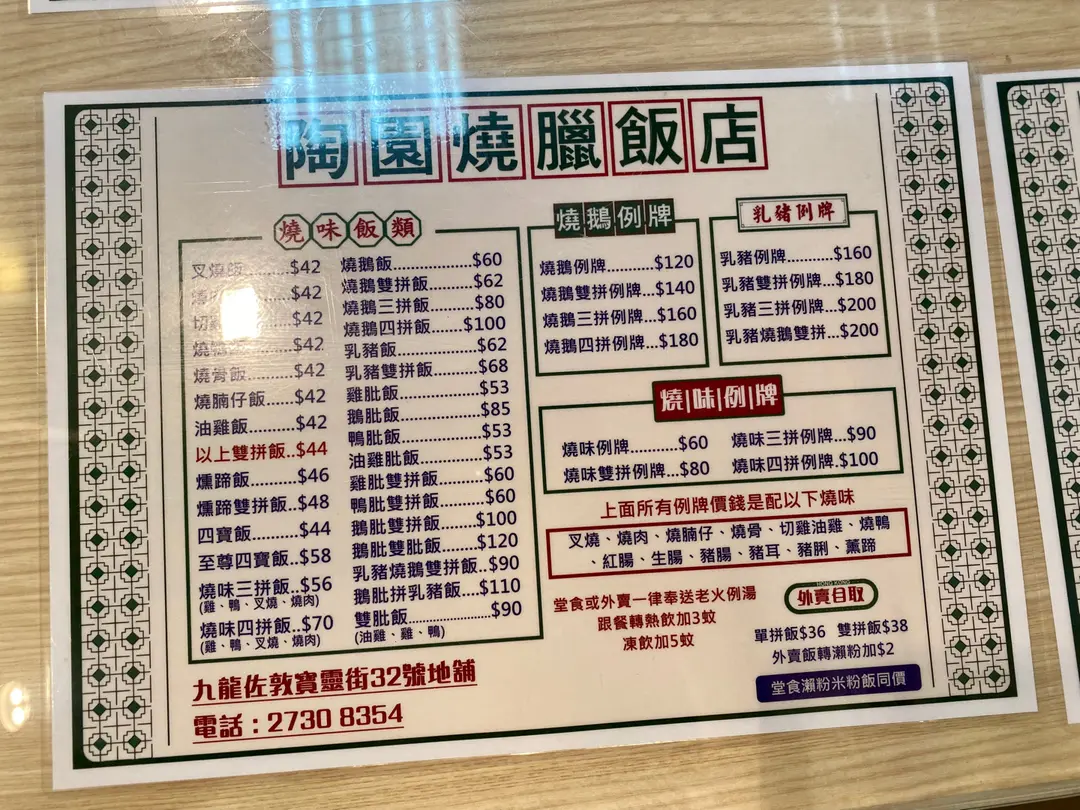 陶園燒臘飯店
燒味飯類
叉燒飯.........$42
$42
切 $42
燒 $42
燒骨飯.........$42
燒腩仔飯...$42
油雞飯.........$42
以上雙拼飯..$44
燻蹄飯........$46
燻蹄雙拼飯..$48
四寶飯..........$44
至尊四寶飯..$58
燒味三拼飯..$56
(雞、鴨、叉燒、燒肉)
燒味四拼飯..$70
(雞、鴨、叉燒、燒肉)
燒鵝飯......................$60
燒鵝雙拼飯..............$62
燒鵝三拼飯..............$80
燒鵝四拼飯.......$100
乳豬飯......................$62
乳豬雙拼飯..............$68
雞肶飯......................$53
鵝肶飯......................$85
鴨肶飯......................$53
油雞肶飯..................$53
雞肶雙拼飯..............$60
鴨肶雙拼飯..............$60
鵝肶雙拼飯.......$100
鵝肶雙肶飯.......$120
乳豬燒鵝雙拼飯..$90
鵝肶拼乳豬飯....$110
雙肶飯......................$90
(油雞、雞、鴨)
燒鵝例牌
燒鵝例牌...........$120
燒鵝雙拼例牌...$140
燒鵝三拼例牌...$160
燒鵝四拼例牌...$180
乳豬例牌
乳豬例牌...........$160
乳豬雙拼例牌...$180
乳豬三拼例牌...$200
乳豬燒鵝雙拼...$200
燒|味|例|牌
燒味例牌...........$60
燒味雙拼例牌...$80
燒味三拼例牌...$90
燒味四拼例牌.$100
上面所有例牌價錢是配以下燒味
叉燒、燒肉、燒腩仔、燒骨、切雞油雞、燒鴨
、紅腸、生腸、豬腸、豬耳、豬脷、薰蹄
堂食或外賣一律奉送老火例湯
跟餐轉熱飲加3蚊
凍飲加5蚊
HONG KONG
外賣自取
單拼飯$36 雙拼飯$38
外賣飯轉瀨粉加$2
堂食瀨粉米粉飯同價
九龍佐敦寶靈街32號地舖
電話：2730 8354